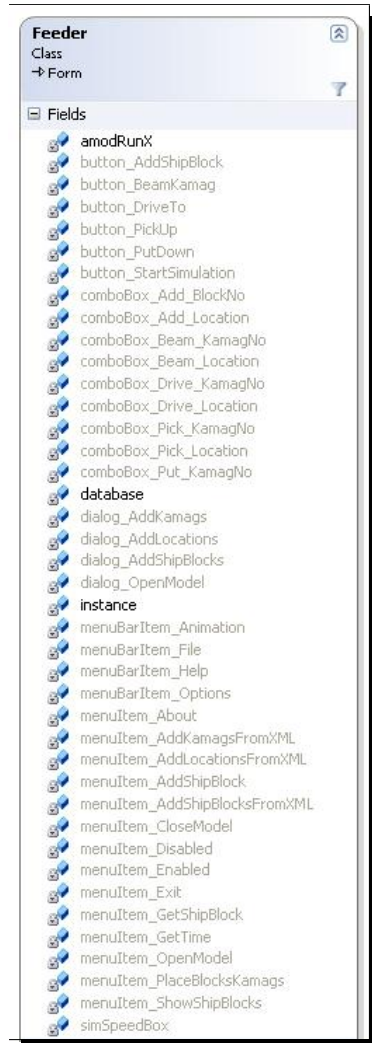 Feeder
Class
Form
Fields
amodRunX
button_AddShipBlock
button_BeamKamag
button_DriveTo
button_PickUp
button_PutDown
button_StartSimulation
comboBox_Add_BlockNo
comboBox_Add_Location
comboBox_Beam_KamagNo
comboBox_Beam_Location
comboBox_Drive_KamagNo
comboBox_Drive_Location
comboBox_Pick_KamagNo
comboBox_Pick_Location
comboBox_Put_KamagNo
database
dialog_AddKamags
dialog_AddLocations
dialog_AddShipBlocks
dialog_OpenModel
instance
menuBarItem_Animation
menuBarItem_File
menuBarItem_Help
menuBarItem_Options
menuItem_About
menuItem_AddKamagsFromXML
menuItem_AddLocationsFromXML
menuItem_AddShipBlock
menuItem_AddShipBlocksFromXML
menuItem_CloseModel
menuItem_Disabled
menuItem_Enabled
menuItem_Exit
menuItem_GetShipBlock
menuItem_GetTime
menuItem_OpenModel
menuItem_PlaceBlocksKamags
menuItem_ShowShipBlocks
simSpeedBox